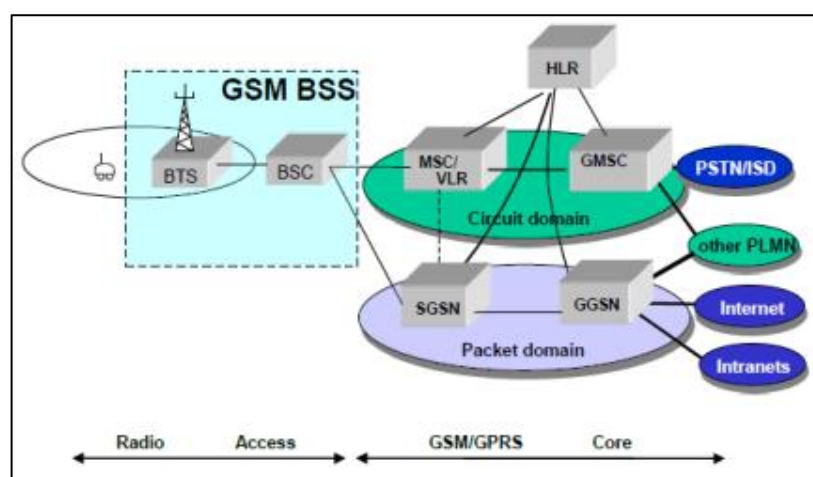 HLR
GSM BSS
BTS
BSC
MSC/
VLR
GMSC
PSTN/ISD
Circuit domain
other PLMN
SGSN
GGSN
Internet
Packet domain
Intranets
Radio Access GSM/GPRS Core